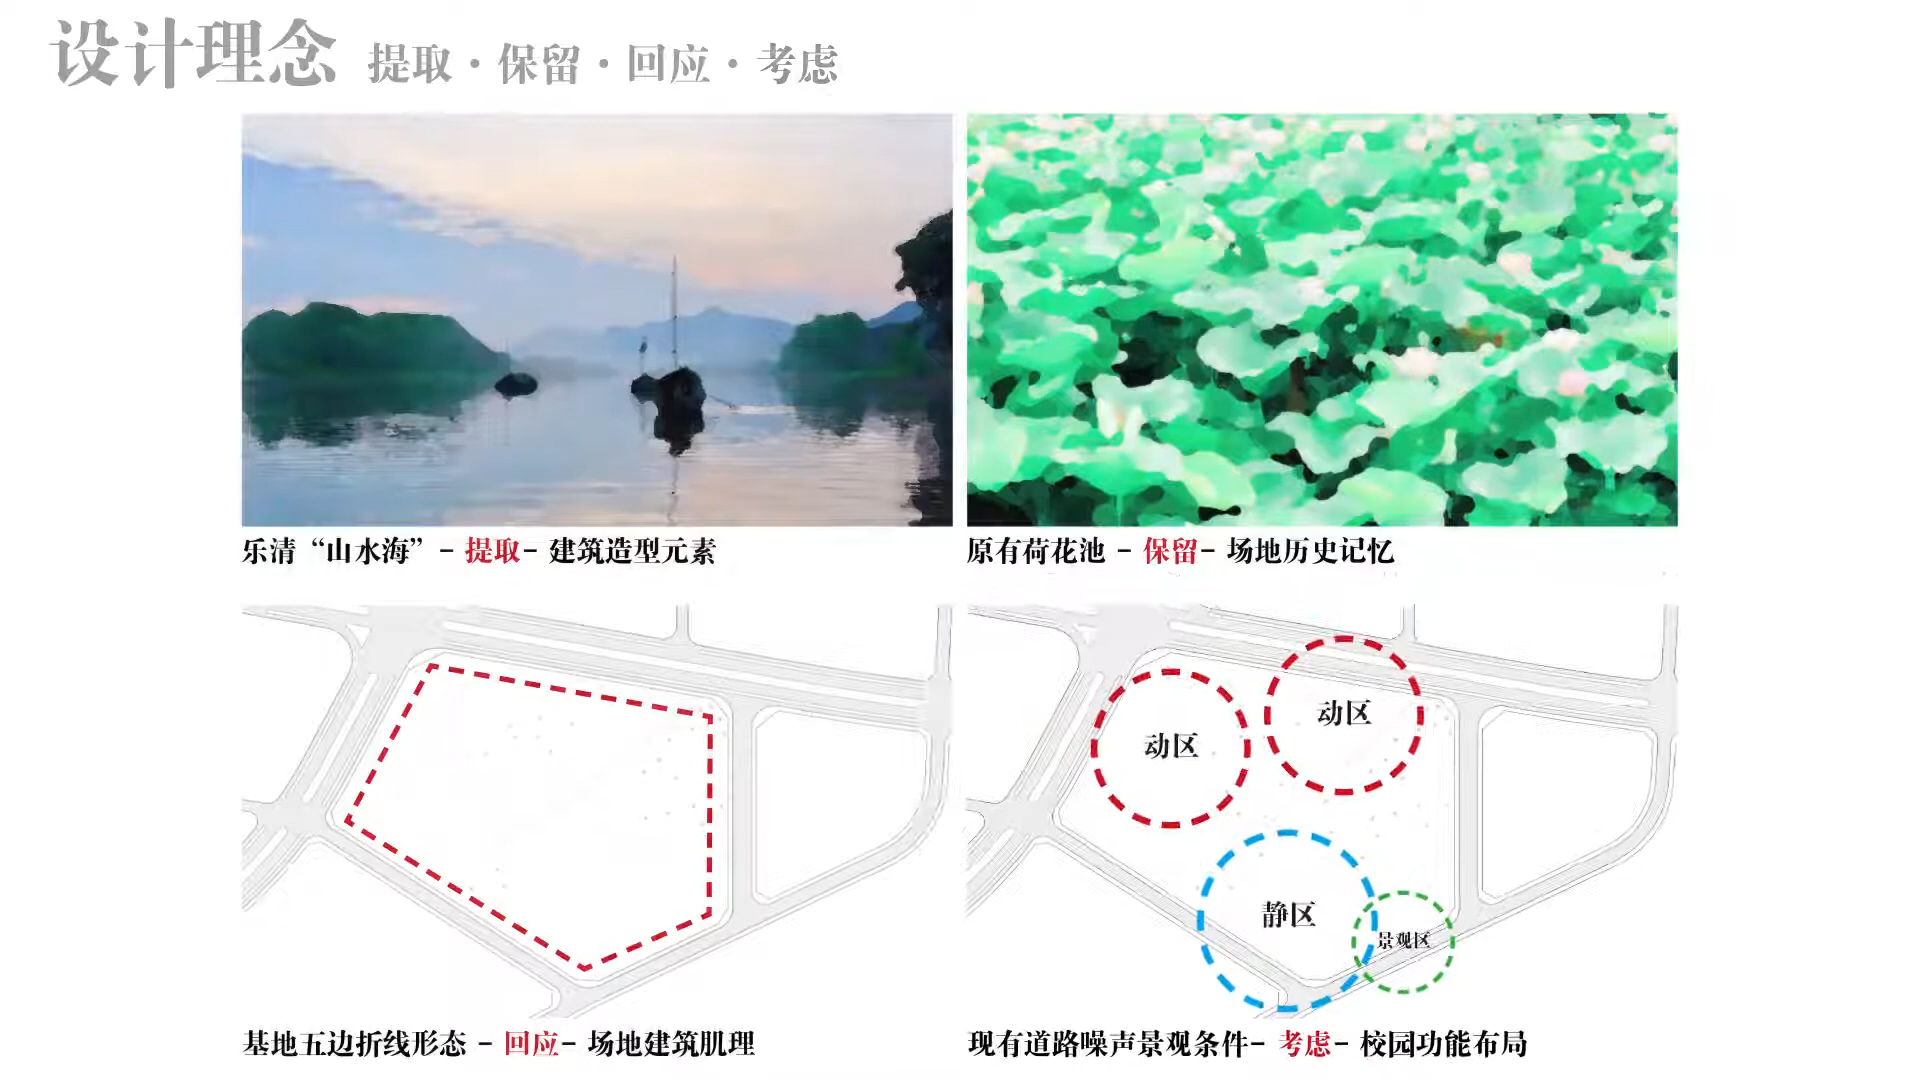 设计理念 提取·保留·回应·考虑
乐清“山水海”- 提取- 建筑造型元素
原有荷花池 - 保留- 场地历史记忆
动区
动区
静区
景观区
基地五边折线形态 - 回应- 场地建筑肌理
现有道路噪声景观条件- 考虑- 校园功能布局